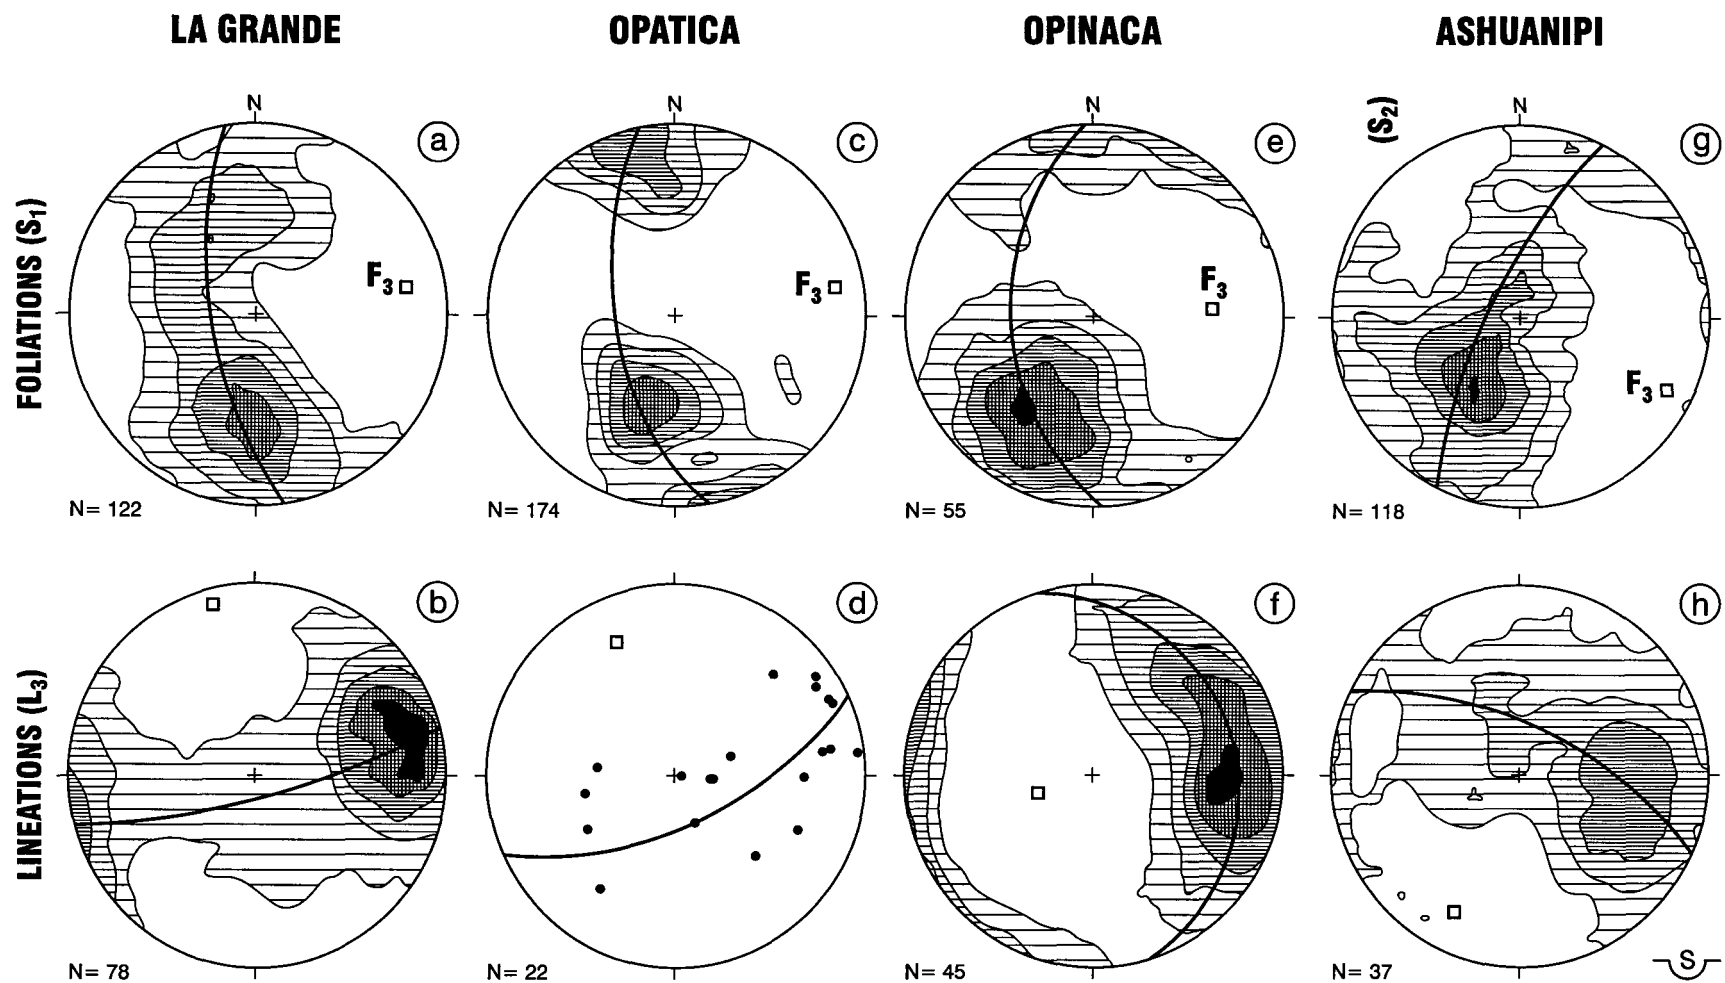 LA GRANDE OPATICA OPINACA ASHUANIPI
FOLIATIONS (S₁)
N
a
F₃
N= 122
N
c
F₃
N= 174
N
e
F₃
N= 55
(S₂)
N
g
F₃
N= 118
LINEATIONS (L₃)
b
N= 78
d
N= 22
f
N= 45
h
N= 37
S